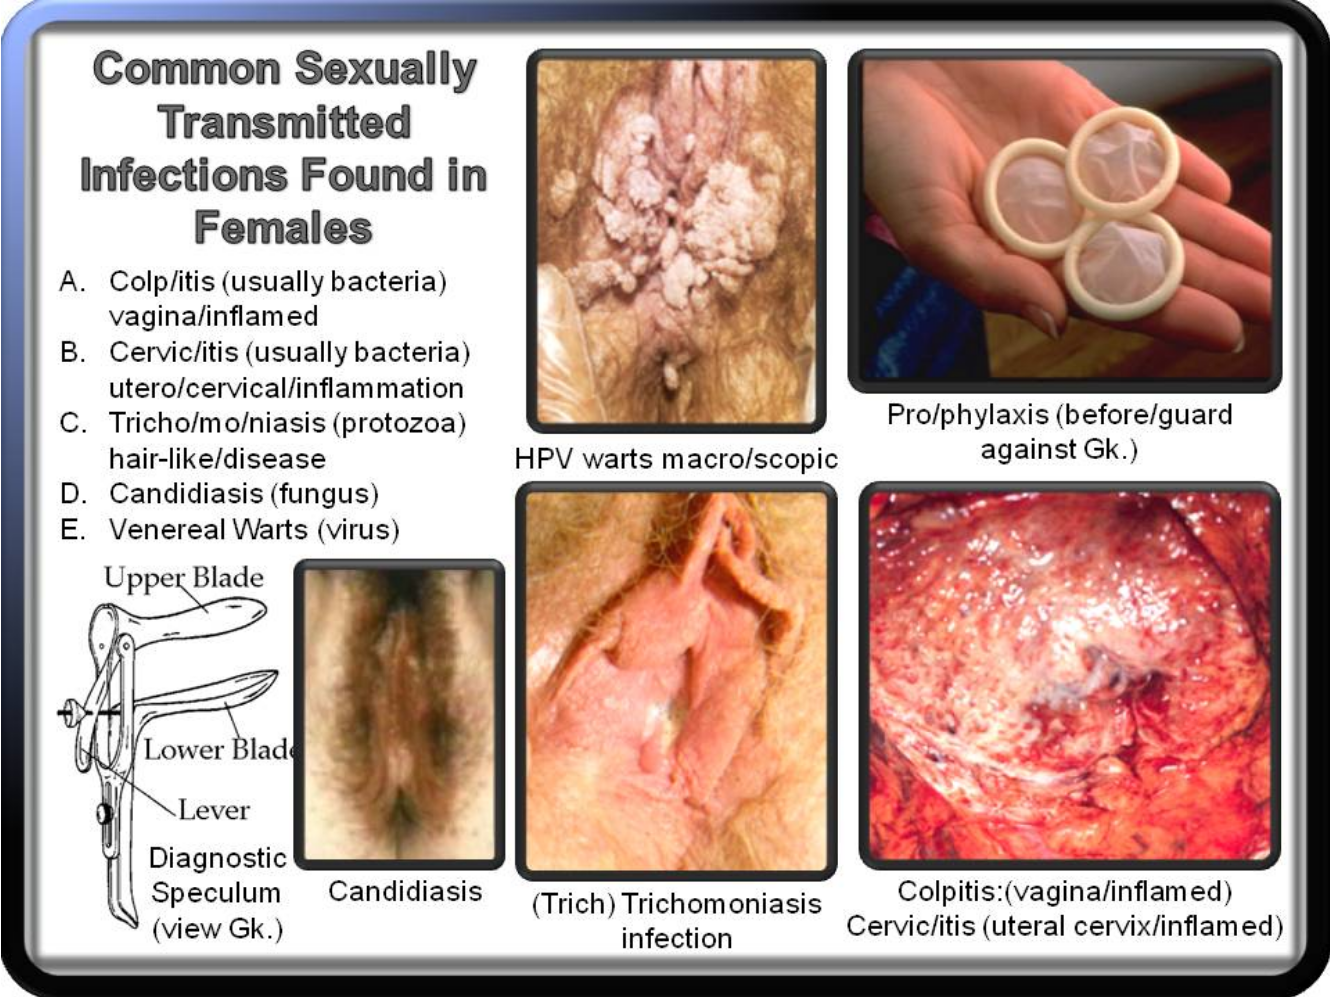 Common Sexually
Transmitted
Infections Found in
Females
A. Colp/itis (usually bacteria)
vagina/inflamed
B. Cervic/itis (usually bacteria)
utero/cervical/inflammation
C. Tricho/mo/niasis (protozoa)
hair-like/disease
D. Candidiasis (fungus)
E. Venereal Warts (virus)
Upper Blade
Lower Blade
Lever
Diagnostic
Speculum
(view Gk.)
Candidiasis
HPV warts macro/scopic
(Trich) Trichomoniasis
infection
Pro/phylaxis (before/guard
against Gk.)
Colpitis:(vagina/inflamed)
Cervic/itis (uteral cervix/inflamed)